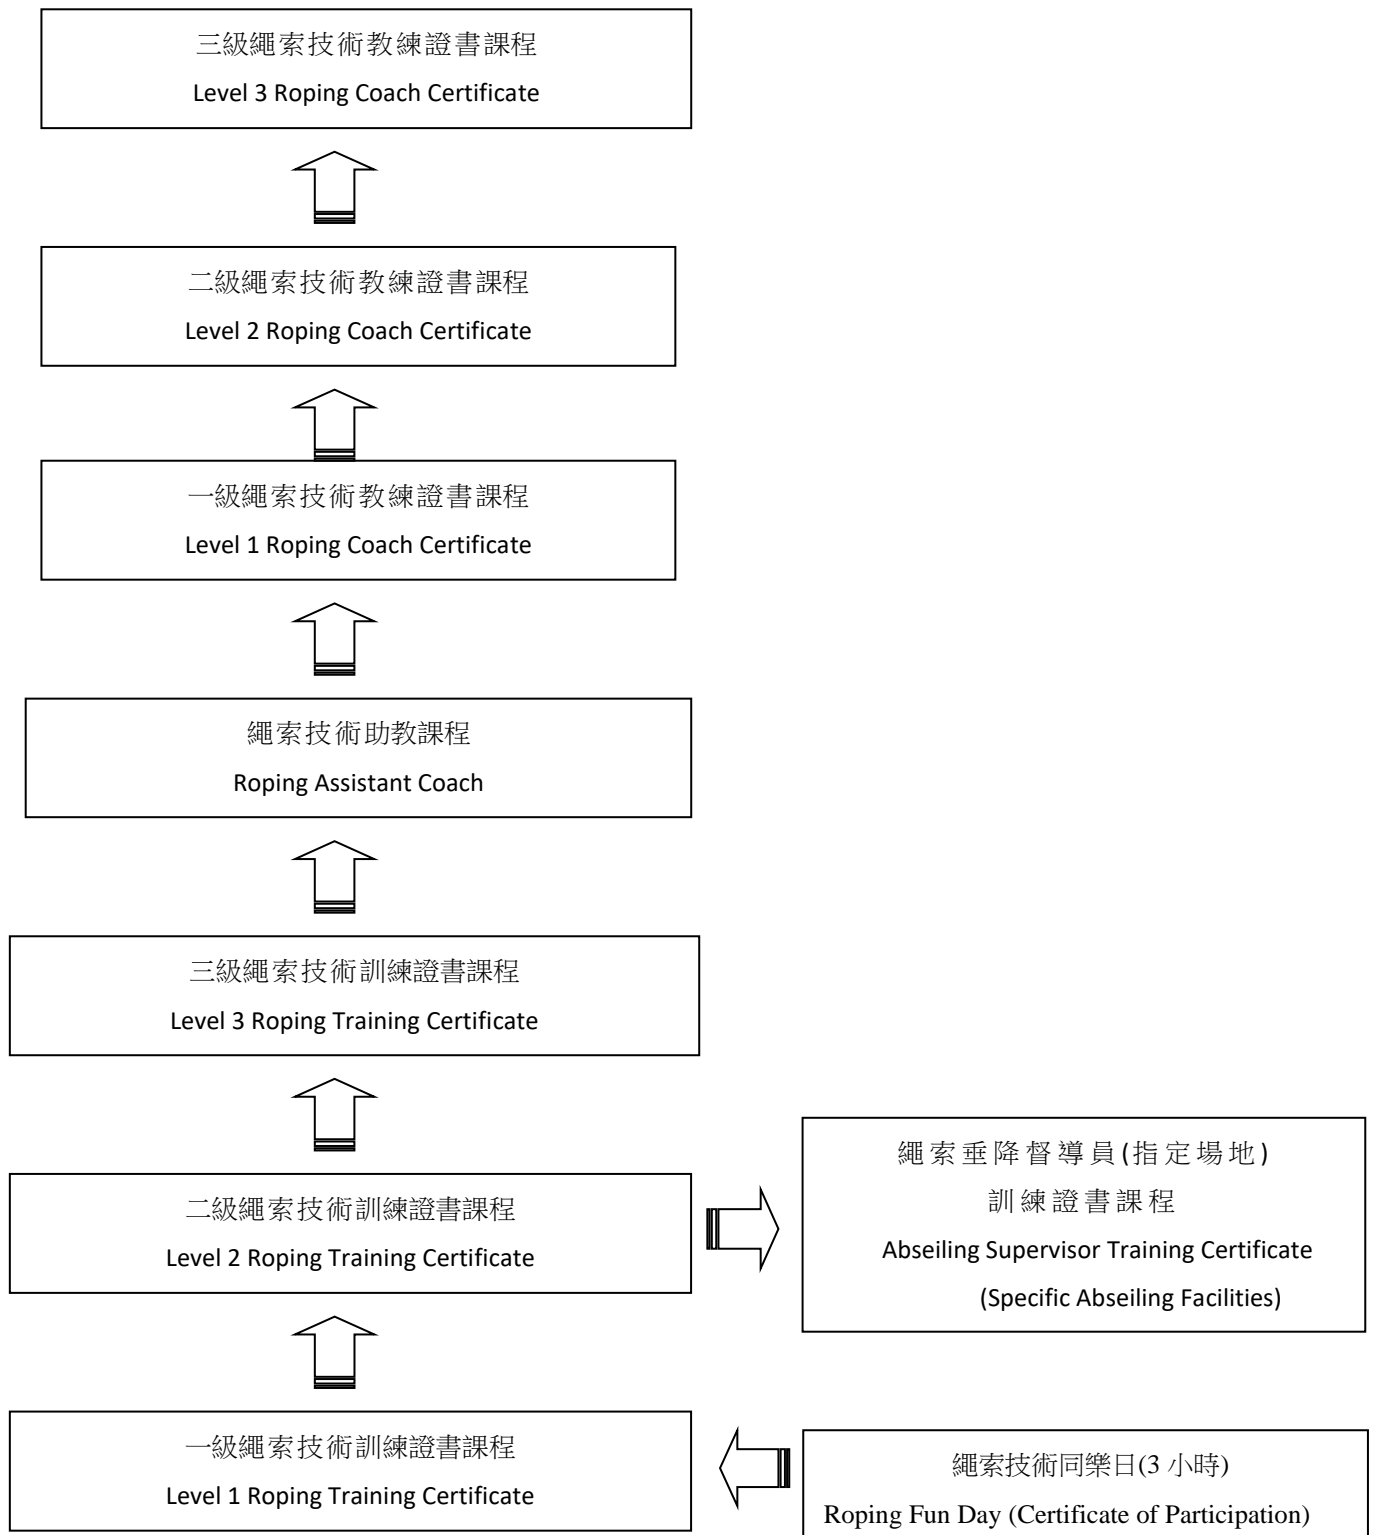 三級繩索技術教練證書課程
Level 3 Roping Coach Certificate
二級繩索技術教練證書課程
Level 2 Roping Coach Certificate
一級繩索技術教練證書課程
Level 1 Roping Coach Certificate
繩索技術助教課程
Roping Assistant Coach
三級繩索技術訓練證書課程
Level 3 Roping Training Certificate
二級繩索技術訓練證書課程
Level 2 Roping Training Certificate
繩索垂降督導員(指定場地)
訓練證書課程
Abseiling Supervisor Training Certificate
(Specific Abseiling Facilities)
一級繩索技術訓練證書課程
Level 1 Roping Training Certificate
繩索技術同樂日(3 小時)
Roping Fun Day (Certificate of Participation)